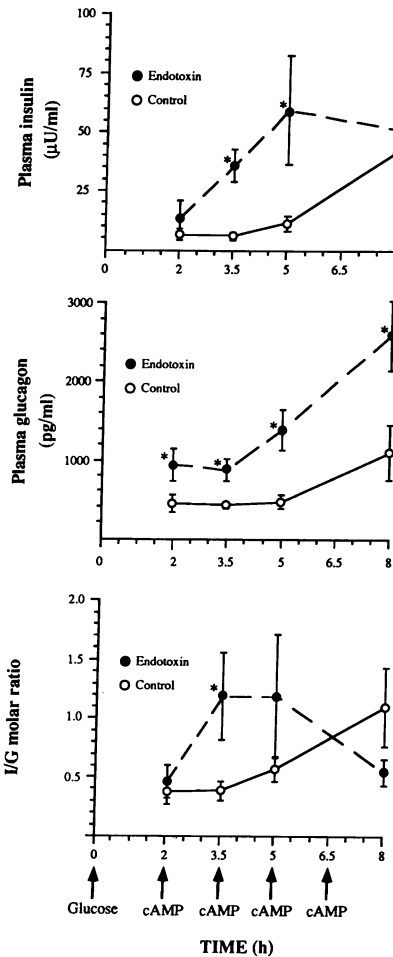 100
75
50
25
Plasma insulin
(μU/ml)
Endotoxin
Control
*
*
0 2 3.5 5 6.5
3000
2000
1000
Plasma glucagon
(pg/ml)
Endotoxin
Control
*
*
*
*
0 2 3.5 5 8
2.0
1.5
1.0
0.5
I/G molar ratio
Endotoxin
Control
*
0 2 3.5 5 6.5 8
Glucose cAMP cAMP cAMP cAMP
TIME (h)